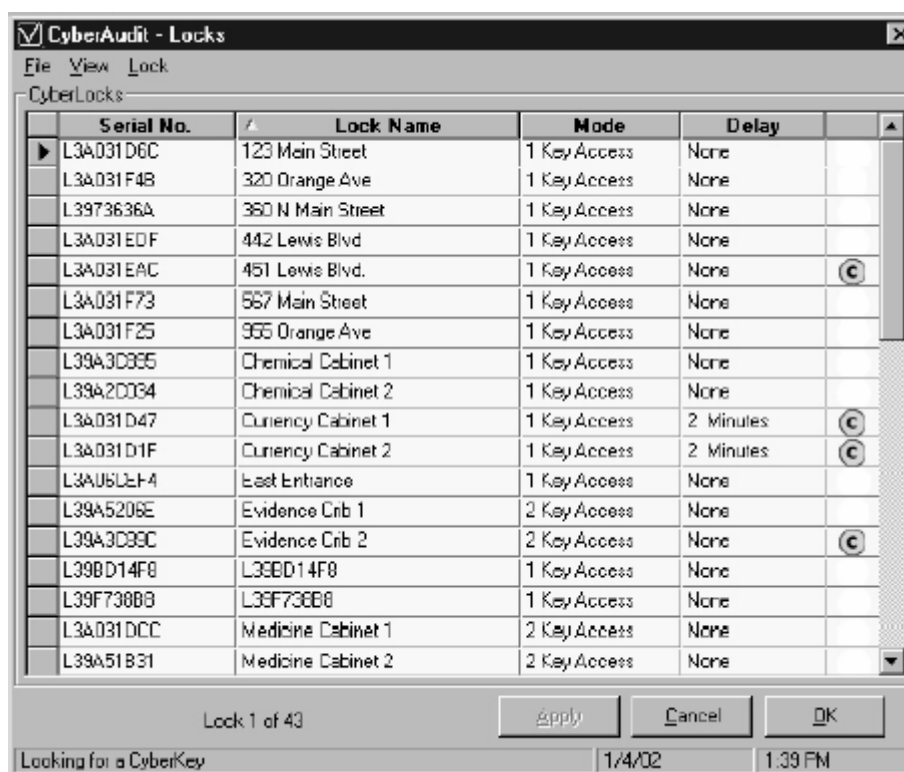 CyberAudit - Locks
File View Lock
CyberLocks
Serial No. Lock Name Mode Delay
L3A031D6C 123 Main Street 1 Key Access None
L3A031F4B 320 Orange Ave 1 Key Access None
L3973636A 360 N Main Street 1 Key Access None
L3A031EDF 442 Lewis Blvd 1 Key Access None
L3A031EAC 451 Lewis Blvd. 1 Key Access None C
L3A031F73 567 Main Street 1 Key Access None
L3A031F25 955 Orange Ave 1 Key Access None
Chemical Cabinet 1 1 Key Access None
Chemical Cabinet 2 1 Key Access None
L3A031D47 Currency Cabinet 1 1 Key Access 2 Minutes C
L3A031D1F Currency Cabinet 2 1 Key Access 2 Minutes C
East Entrance 1 Key Access None
L39A5206E Evidence Crib 1 2 Key Access None
Evidence Crib 2 2 Key Access None C
L39BD14F8 L39BD14F8 1 Key Access None
L39F738B8 L39F738B8 1 Key Access None
L3A031DCC Medicine Cabinet 1 2 Key Access None
L39A51B31 Medicine Cabinet 2 2 Key Access None
Lock 1 of 43 Apply Cancel OK
Looking for a CyberKey 1/4/02 1:39 PM